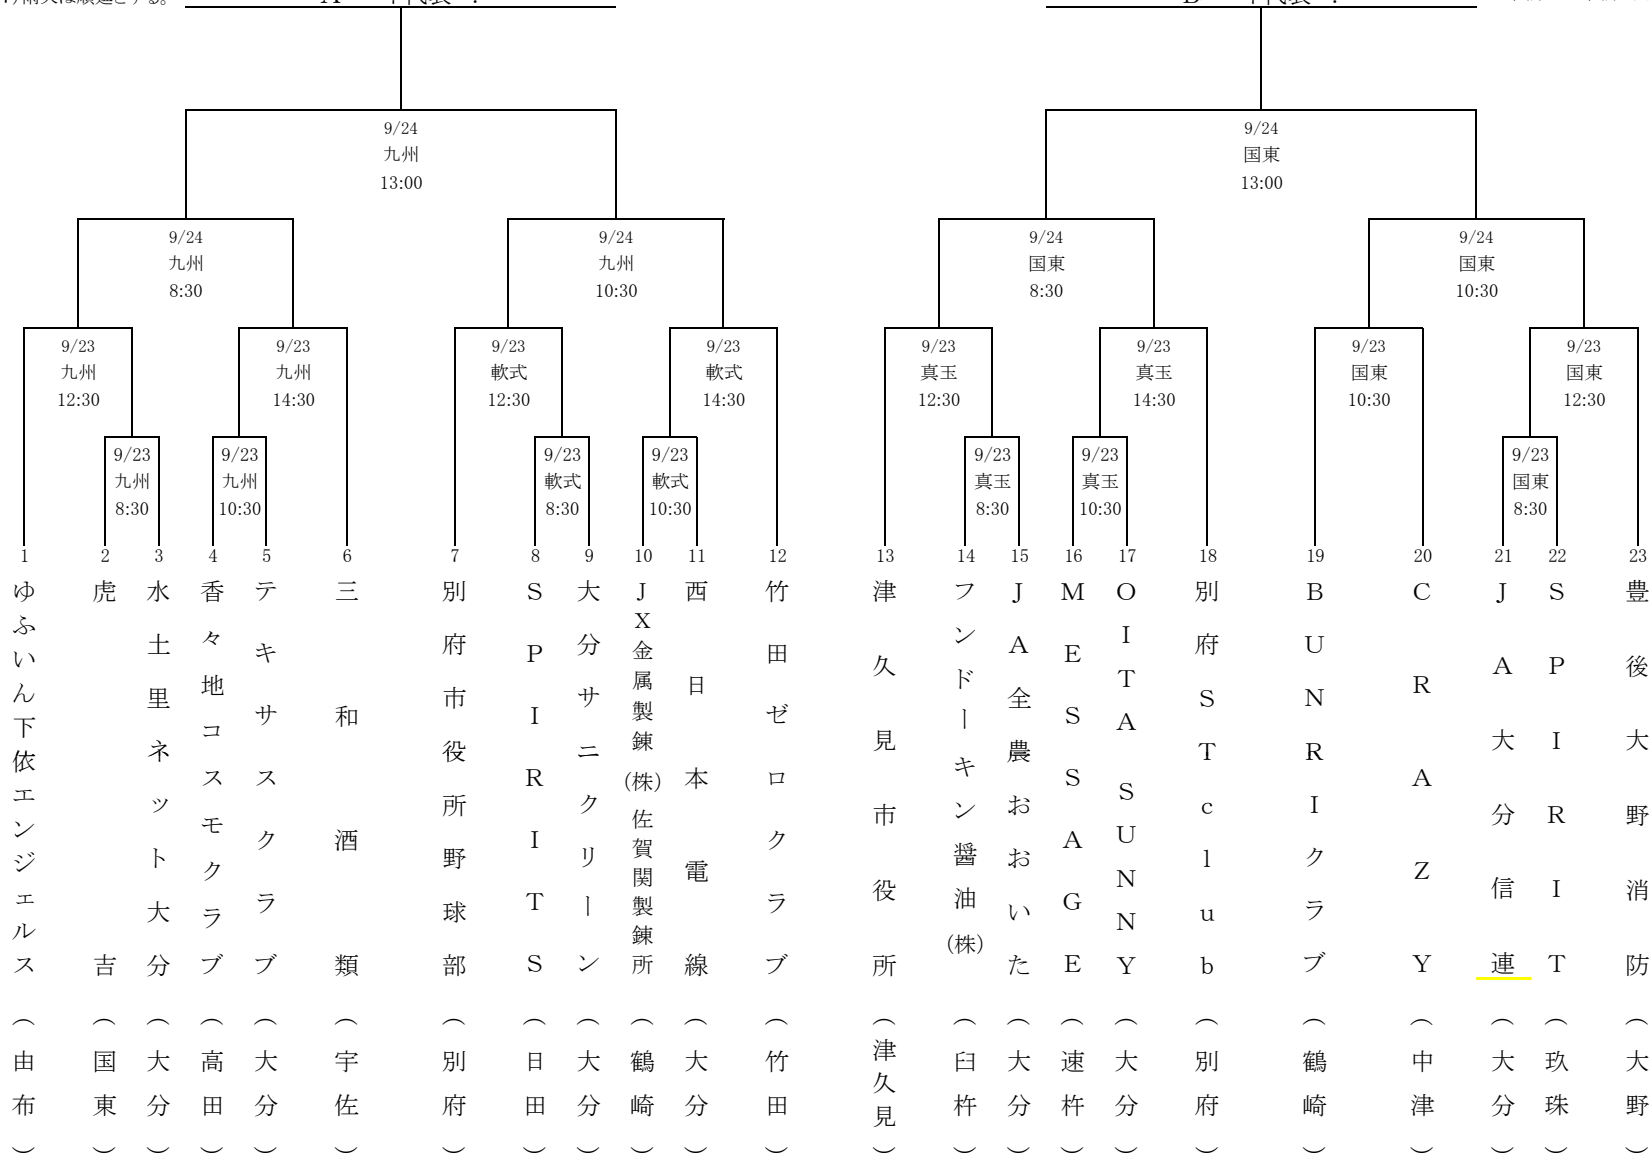 9/24
九州
13:00
9/24
国東
13:00
9/24
九州
8:30
9/24
九州
10:30
9/24
国東
8:30
9/24
国東
10:30
9/23
九州
12:30
9/23
九州
14:30
9/23
軟式
12:30
9/23
軟式
14:30
9/23
真玉
12:30
9/23
真玉
14:30
9/23
国東
10:30
9/23
国東
12:30
9/23
九州
8:30
9/23
九州
10:30
9/23
軟式
8:30
9/23
軟式
10:30
9/23
真玉
8:30
9/23
真玉
10:30
9/23
国東
8:30
1
ゆふいん下依エンジェルス(由布)
2
虎吉(国東)
3
水土里ネット大分(大分)
4
香々地コスモクラブ(高田)
5
テキサスクラブ(大分)
6
三和酒類(宇佐)
7
別府市役所野球部(別府)
8
SPIRITS(日田)
9
大分サニクリーン(大分)
10
JX金属製錬(株)佐賀関製錬所(鶴崎)
11
西日本電線(大分)
12
竹田ゼロクラブ(竹田)
13
津久見市役所(津久見)
14
フンドーキン醤油(株)(臼杵)
15
JA全農おおいた(大分)
16
MESSAGE(速杵)
17
OITA SUNNY(大分)
18
別府STclub(別府)
19
BUNRIクラブ(鶴崎)
20
CRAZY(中津)
21
JA大分信連(大分)
22
SPIRIT(玖珠)
23
豊後大野消防(大野)